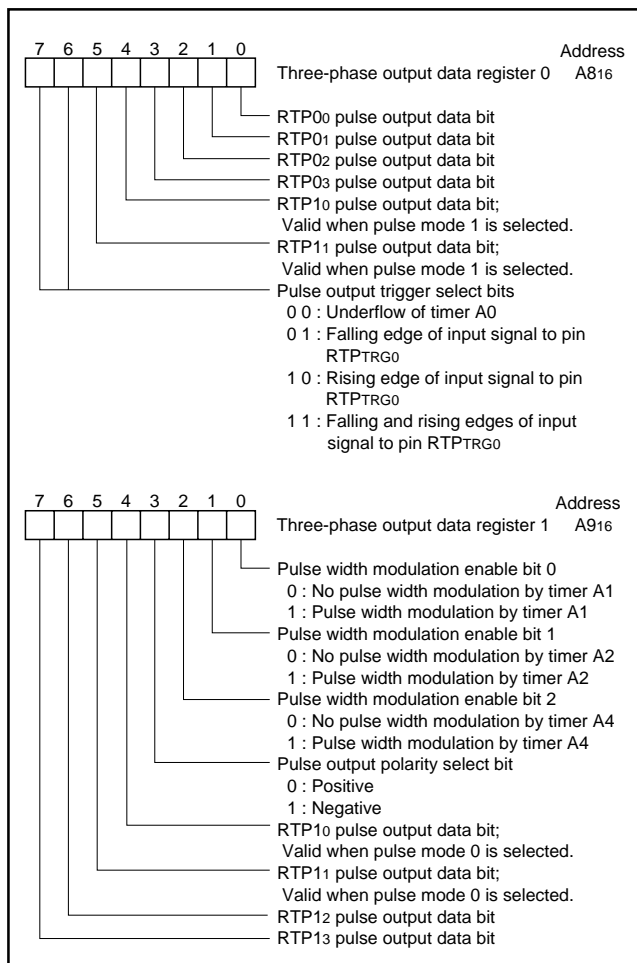 7 6 5 4 3 2 1 0 Address
Three-phase output data register 0 A816
RTP00 pulse output data bit
RTP01 pulse output data bit
RTP02 pulse output data bit
RTP03 pulse output data bit
RTP10 pulse output data bit;
Valid when pulse mode 1 is selected.
RTP11 pulse output data bit;
Valid when pulse mode 1 is selected.
Pulse output trigger select bits
0 0 : Underflow of timer A0
0 1 : Falling edge of input signal to pin
RTPTRG0
1 0 : Rising edge of input signal to pin
RTPTRG0
1 1 : Falling and rising edges of input
signal to pin RTPTRG0
7 6 5 4 3 2 1 0 Address
Three-phase output data register 1 A916
Pulse width modulation enable bit 0
0 : No pulse width modulation by timer A1
1 : Pulse width modulation by timer A1
Pulse width modulation enable bit 1
0 : No pulse width modulation by timer A2
1 : Pulse width modulation by timer A2
Pulse width modulation enable bit 2
0 : No pulse width modulation by timer A4
1 : Pulse width modulation by timer A4
Pulse output polarity select bit
0 : Positive
1 : Negative
RTP10 pulse output data bit;
Valid when pulse mode 0 is selected.
RTP11 pulse output data bit;
Valid when pulse mode 0 is selected.
RTP12 pulse output data bit
RTP13 pulse output data bit